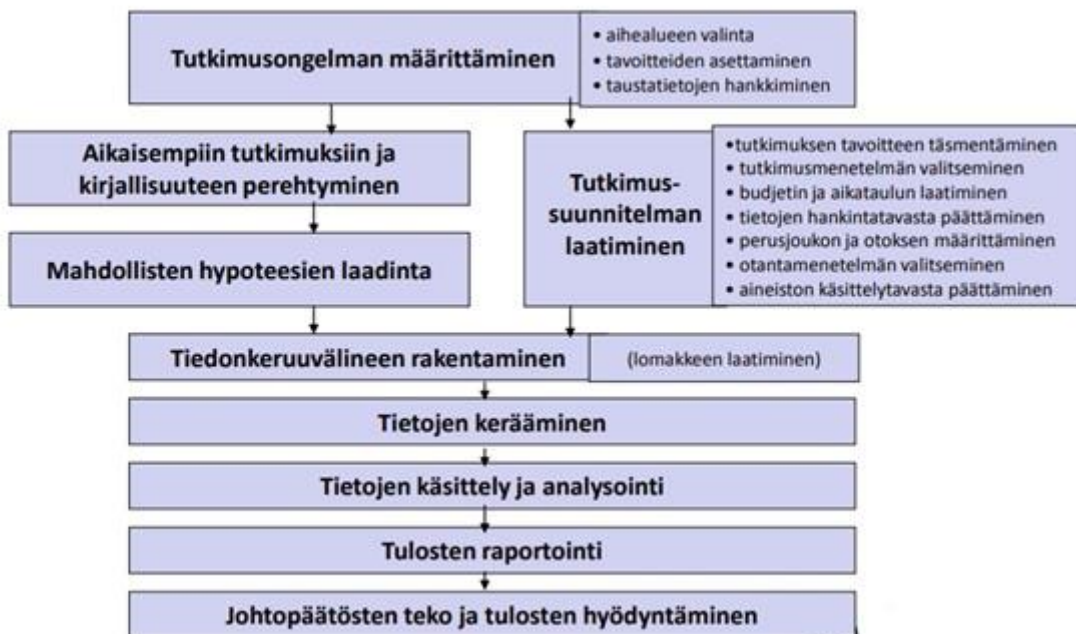 Tutkimusongelman määrittäminen
• aihealueen valinta
• tavoitteiden asettaminen
• taustatietojen hankkiminen
Aikaisempiin tutkimuksiin ja
kirjallisuuteen perehtyminen
Mahdollisten hypoteesien laadinta
Tutkimus-
suunnitelman
laatiminen
•tutkimuksen tavoitteen täsmentäminen
• tutkimusmenetelmän valitseminen
• budjetin ja aikataulun laatiminen
• tietojen hankintatavasta päättäminen
• perusjoukon ja otoksen määrittäminen
• otantamenetelmän valitseminen
• aineiston käsittelytavasta päättäminen
Tiedonkeruuvälineen rakentaminen
(lomakkeen laatiminen)
Tietojen kerääminen
Tietojen käsittely ja analysointi
Tulosten raportointi
Johtopäätösten teko ja tulosten hyödyntäminen